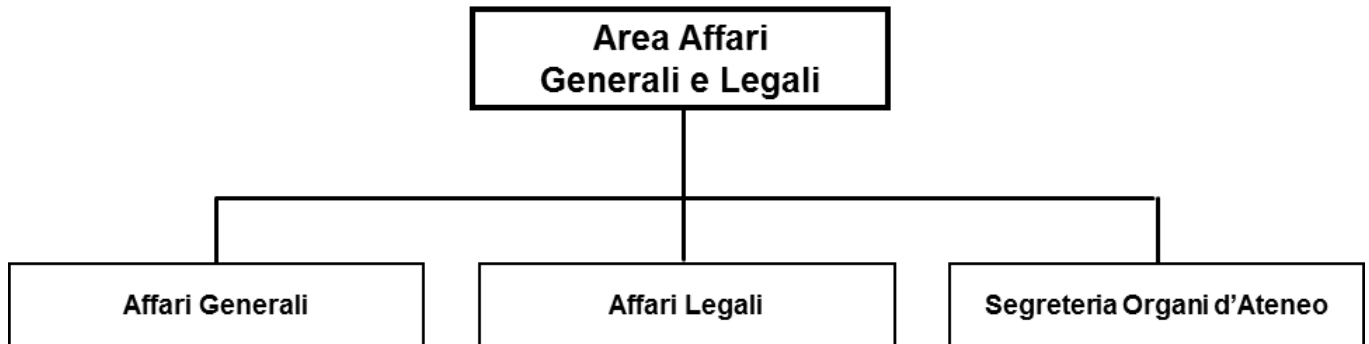 Area Affari
Generali e Legali
Affari Generali
Affari Legali
Segreteria Organi d’Ateneo